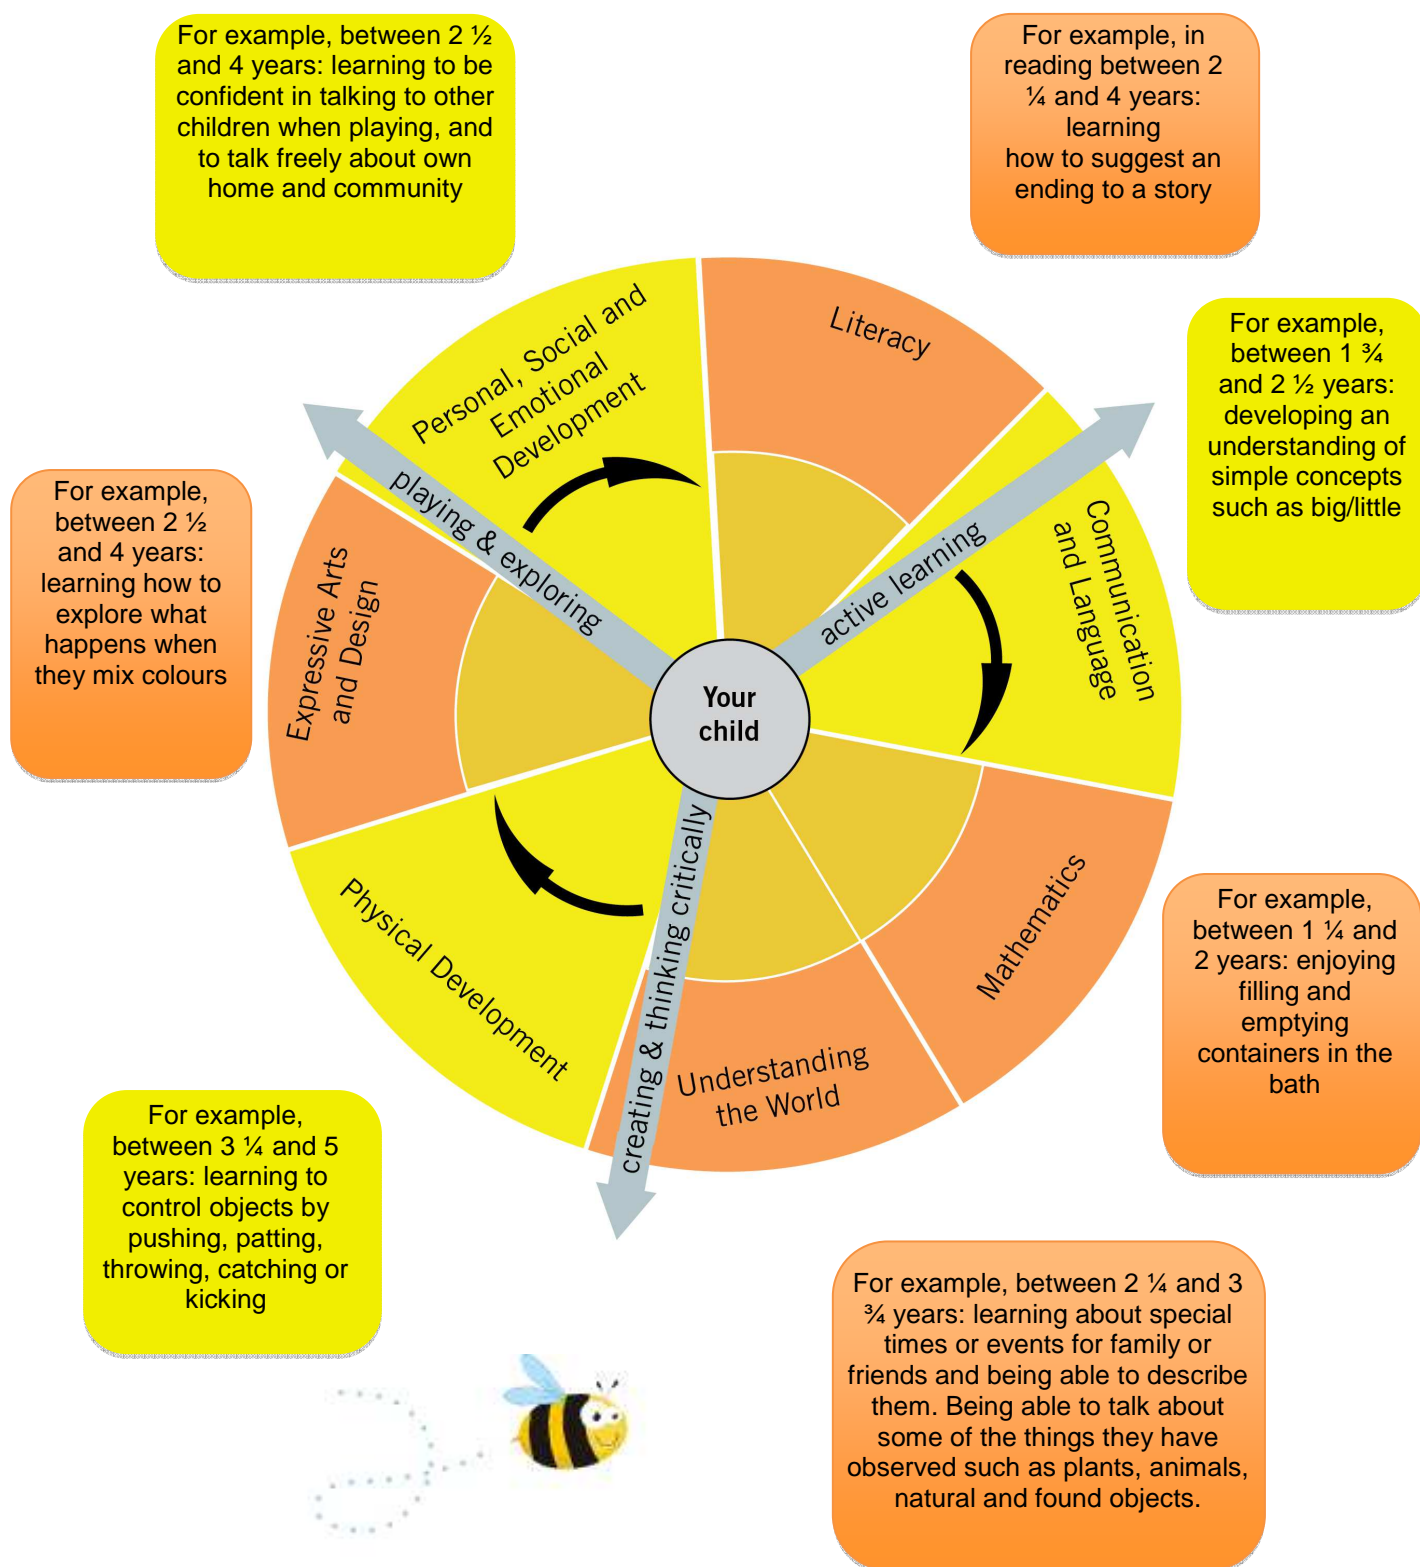 For example, between 2 ½
and 4 years: learning to be
confident in talking to other
children when playing, and
to talk freely about own
home and community
For example, in
reading between 2
¼ and 4 years:
learning
how to suggest an
ending to a story
For example,
between 1 ¾
and 2 ½ years:
developing an
understanding of
simple concepts
such as big/little
For example,
between 2 ½
and 4 years:
learning how to
explore what
happens when
they mix colours
Personal, Social and
Emotional
Development
Literacy
Communication
and Language
Expressive Arts
and Design
playing & exploring
active learning
Your
child
creating & thinking critically
Physical Development
Mathematics
Understanding
the World
For example,
between 1 ¼ and
2 years: enjoying
filling and
emptying
containers in the
bath
For example,
between 3 ¼ and 5
years: learning to
control objects by
pushing, patting,
throwing, catching or
kicking
For example, between 2 ¼ and 3
¾ years: learning about special
times or events for family or
friends and being able to describe
them. Being able to talk about
some of the things they have
observed such as plants, animals,
natural and found objects.